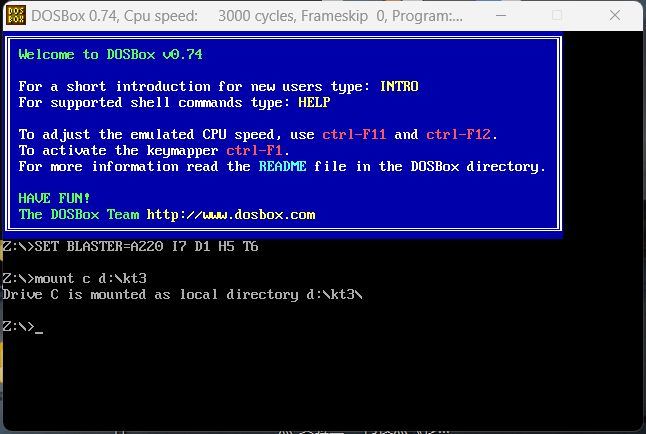 DOS
BOX
DOSBox 0.74, Cpu speed: 3000 cycles, Frameskip 0, Program:...
Welcome to DOSBox v0.74
For a short introduction for new users type: INTRO
For supported shell commands type: HELP
To adjust the emulated CPU speed, use ctrl-F11 and ctrl-F12.
To activate the keymapper ctrl-F1.
For more information read the README file in the DOSBox directory.
HAVE FUN!
The DOSBox Team http://www.dosbox.com
Z:\>SET BLASTER=A220 I7 D1 H5 T6
Z:\>mount c d:\kt3
Drive C is mounted as local directory d:\kt3\
Z:\>_